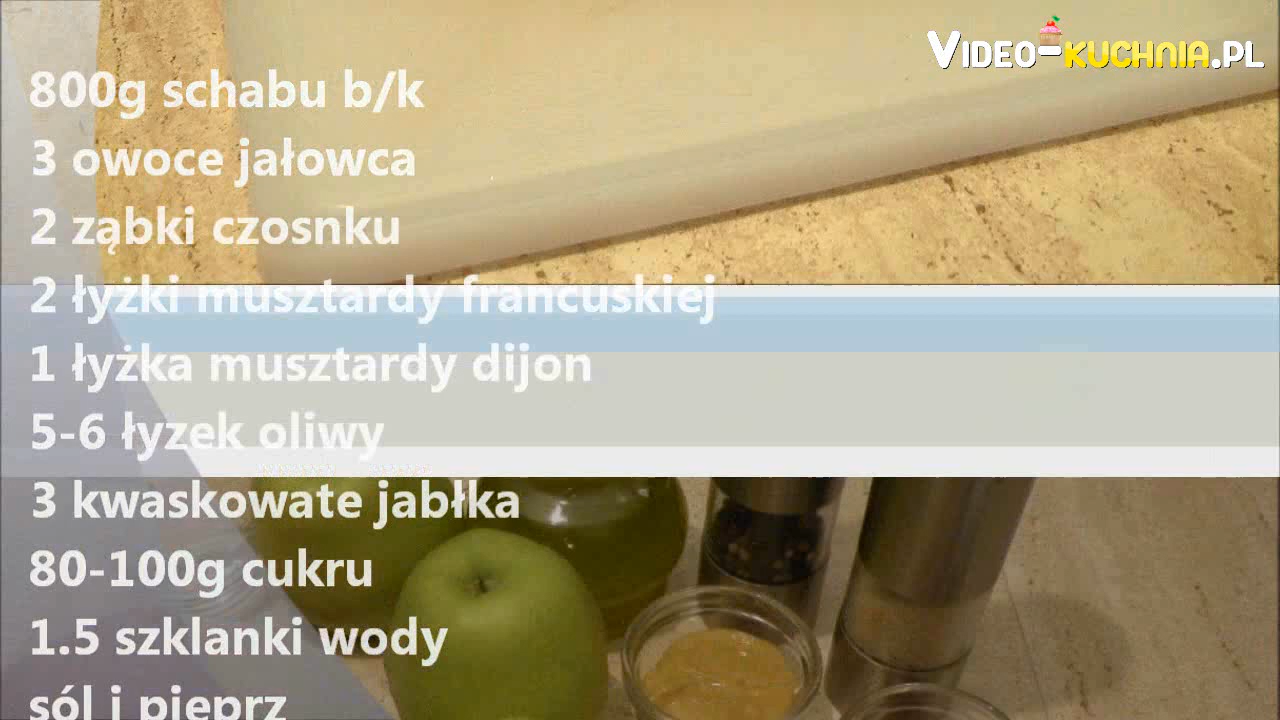 VIDEO-KUCHNIA.PL
800g schabu b/k
3 owoce jałowca
2 ząbki czosnku
2 łyżki musztardy francuskiej
1 łyżka musztardy dijon
5-6 łyzek oliwy
3 kwaskowate jabłka
80-100g cukru
1.5 szklanki wody
sól i pieprz